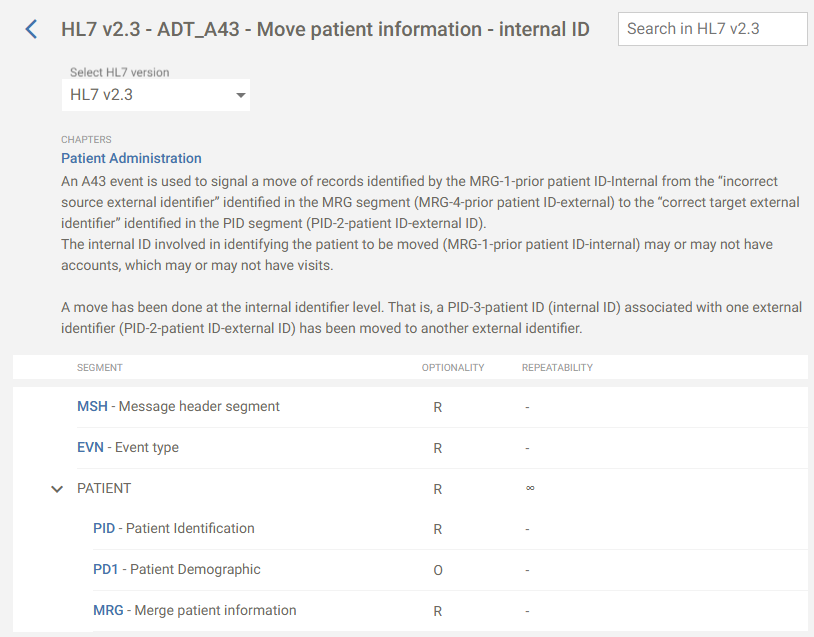 HL7 v2.3 - ADT_A43 - Move patient information - internal ID
Search in HL7 v2.3
Select HL7 version
HL7 v2.3
CHAPTERS
Patient Administration
An A43 event is used to signal a move of records identified by the MRG-1-prior patient ID-Internal from the “incorrect
source external identifier” identified in the MRG segment (MRG-4-prior patient ID-external) to the “correct target external
identifier” identified in the PID segment (PID-2-patient ID-external ID).
The internal ID involved in identifying the patient to be moved (MRG-1-prior patient ID-internal) may or may not have
accounts, which may or may not have visits.
A move has been done at the internal identifier level. That is, a PID-3-patient ID (internal ID) associated with one external
identifier (PID-2-patient ID-external ID) has been moved to another external identifier.
SEGMENT OPTIONALITY REPEATABILITY
MSH - Message header segment R -
EVN - Event type R -
PATIENT R ∞
PID - Patient Identification R -
PD1 - Patient Demographic O -
MRG - Merge patient information R -